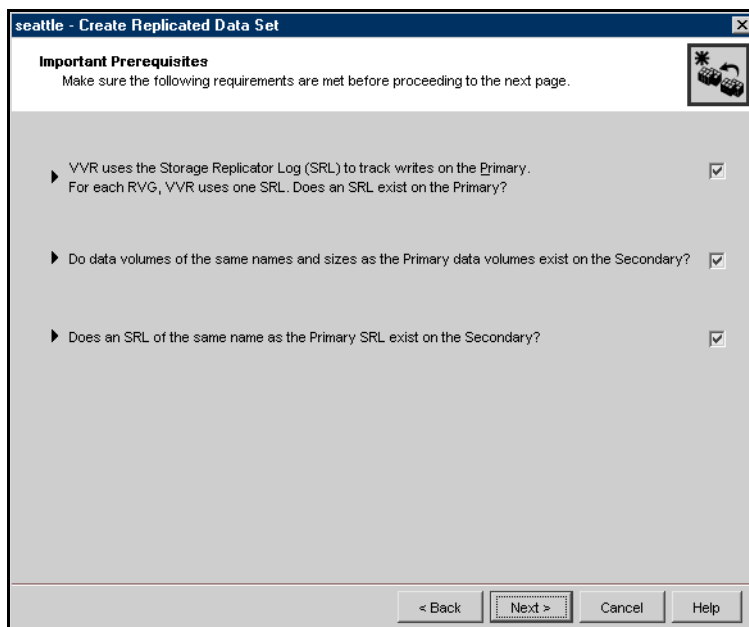 seattle - Create Replicated Data Set
Important Prerequisites
Make sure the following requirements are met before proceeding to the next page.
VVR uses the Storage Replicator Log (SRL) to track writes on the Primary.
For each RVG, VVR uses one SRL. Does an SRL exist on the Primary?
Do data volumes of the same names and sizes as the Primary data volumes exist on the Secondary?
Does an SRL of the same name as the Primary SRL exist on the Secondary?
< Back
Next >
Cancel
Help